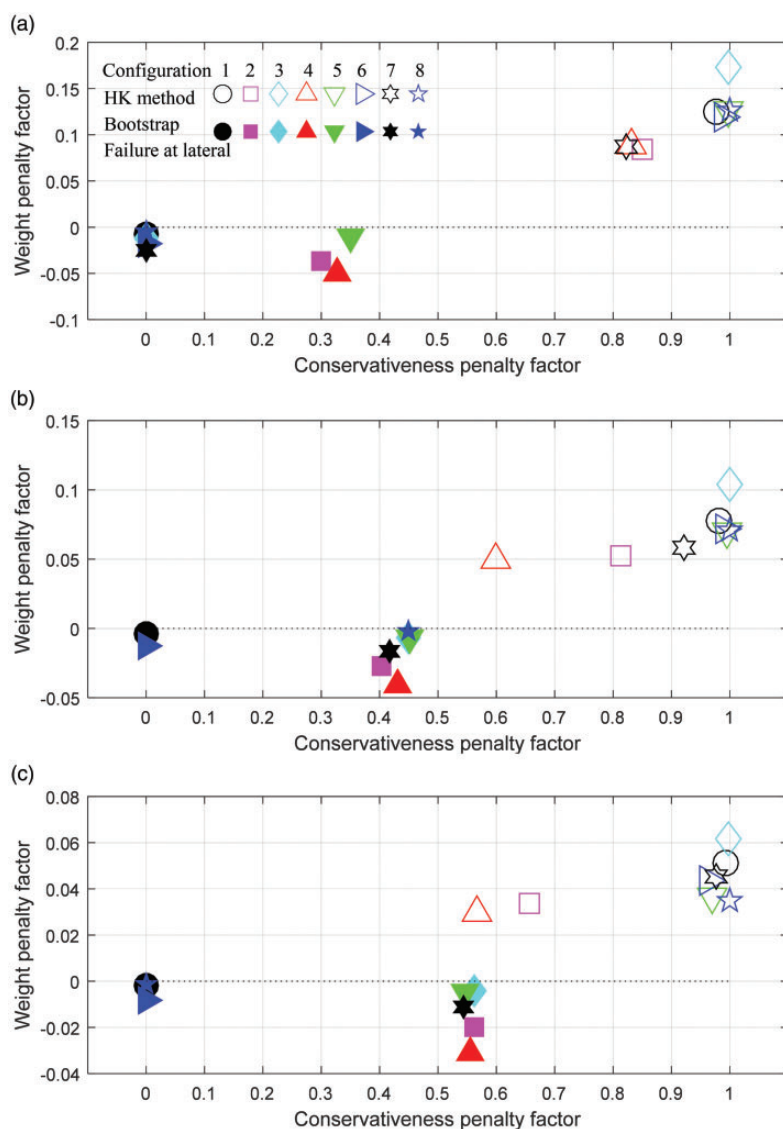 (a)
0.2
Configuration 1 2 3 4 5 6 7 8
0.15
HK method
0.1
Bootstrap
Failure at lateral
0.05
0
-0.05
-0.1
Weight penalty factor
0 0.1 0.2 0.3 0.4 0.5 0.6 0.7 0.8 0.9 1
Conservativeness penalty factor
(b)
0.15
0.1
0.05
0
-0.05
Weight penalty factor
0 0.1 0.2 0.3 0.4 0.5 0.6 0.7 0.8 0.9 1
Conservativeness penalty factor
(c)
0.08
0.06
0.04
0.02
0
-0.02
-0.04
Weight penalty factor
0 0.1 0.2 0.3 0.4 0.5 0.6 0.7 0.8 0.9 1
Conservativeness penalty factor